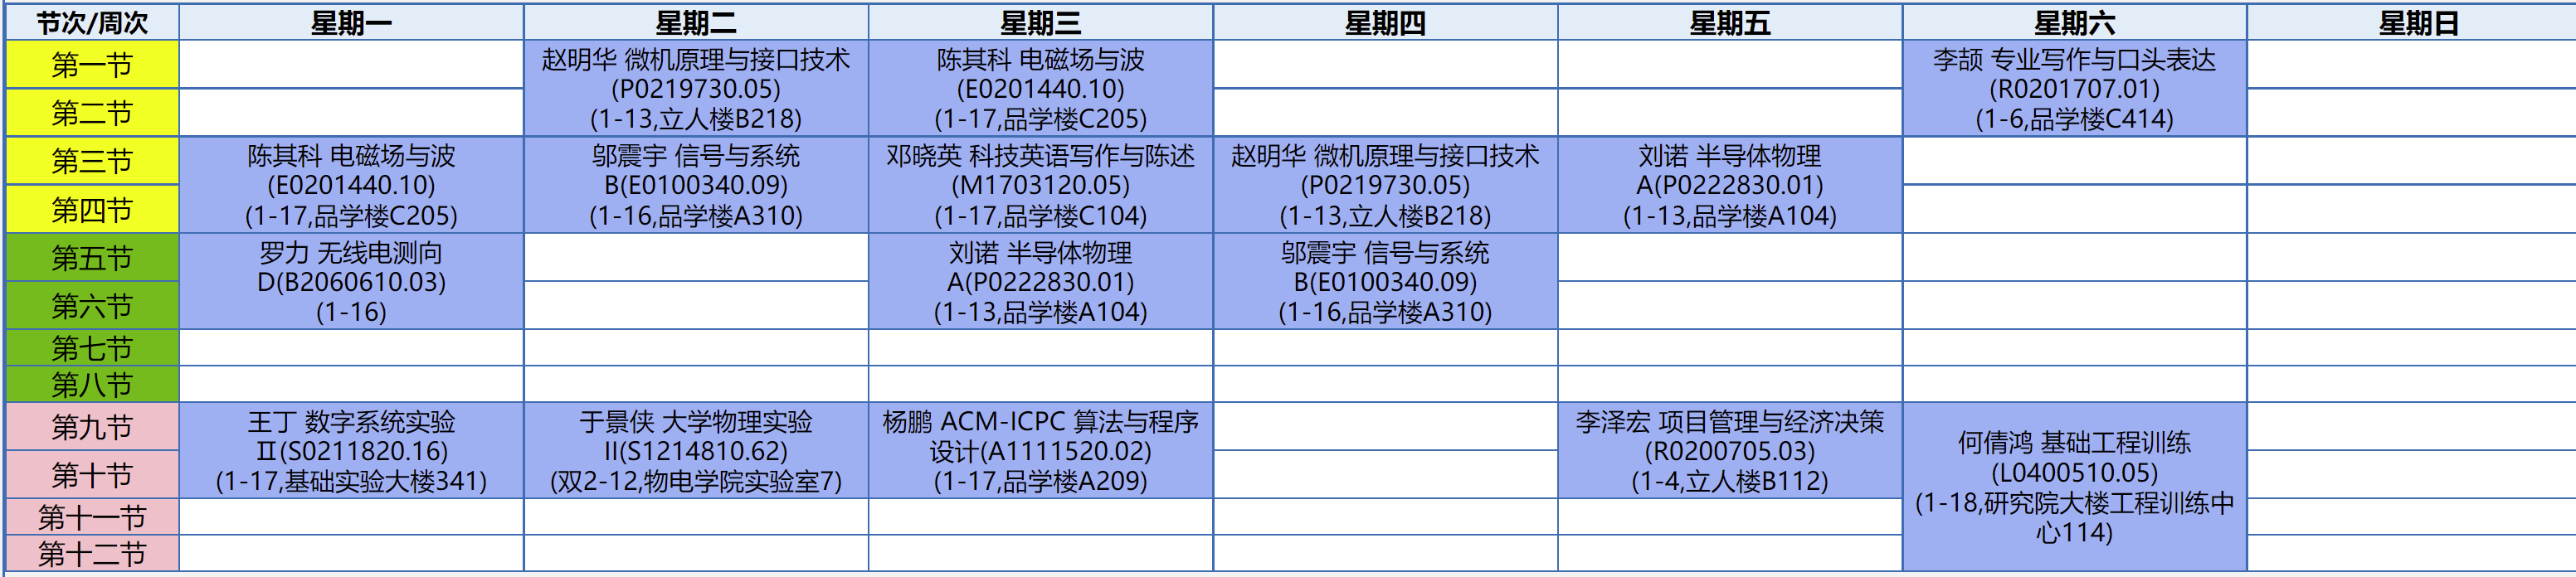 节次/周次 星期一 星期二 星期三 星期四 星期五 星期六 星期日
第一节
第二节
赵明华 微机原理与接口技术
(P0219730.05)
(1-13,立人楼B218)
陈其科 电磁场与波
(E0201440.10)
(1-17,品学楼C205)
李颉 专业写作与口头表达
(R0201707.01)
(1-6,品学楼C414)
第三节
第四节
陈其科 电磁场与波
(E0201440.10)
(1-17,品学楼C205)
邬震宇 信号与系统
B(E0100340.09)
(1-16,品学楼A310)
邓晓英 科技英语写作与陈述
(M1703120.05)
(1-17,品学楼C104)
赵明华 微机原理与接口技术
(P0219730.05)
(1-13,立人楼B218)
刘诺 半导体物理
A(P0222830.01)
(1-13,品学楼A104)
第五节
第六节
罗力 无线电测向
D(B2060610.03)
(1-16)
刘诺 半导体物理
A(P0222830.01)
(1-13,品学楼A104)
邬震宇 信号与系统
B(E0100340.09)
(1-16,品学楼A310)
第七节
第八节
第九节
第十节
王丁 数字系统实验
Ⅱ(S0211820.16)
(1-17,基础实验大楼341)
于景侠 大学物理实验
II(S1214810.62)
(双2-12,物电学院实验室7)
杨鹏 ACM-ICPC 算法与程序
设计(A1111520.02)
(1-17,品学楼A209)
李泽宏 项目管理与经济决策
(R0200705.03)
(1-4,立人楼B112)
何倩鸿 基础工程训练
(L0400510.05)
(1-18,研究院大楼工程训练中
心114)
第十一节
第十二节